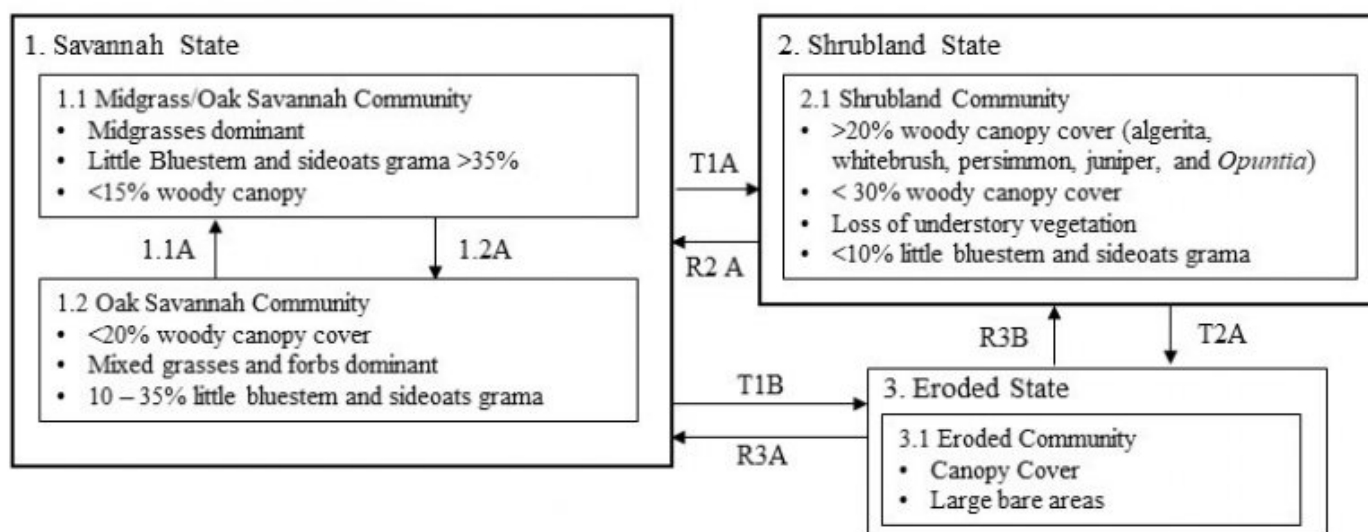 1. Savannah State
1.1 Midgrass/Oak Savannah Community
• Midgrasses dominant
• Little Bluestem and sideoats grama >35%
• <15% woody canopy
1.1A
1.2A
1.2 Oak Savannah Community
• <20% woody canopy cover
• Mixed grasses and forbs dominant
• 10 – 35% little bluestem and sideoats grama
T1A
R2 A
2. Shrubland State
2.1 Shrubland Community
• >20% woody canopy cover (algerita,
whitebrush, persimmon, juniper, and Opuntia)
• < 30% woody canopy cover
• Loss of understory vegetation
• <10% little bluestem and sideoats grama
R3B
T2A
T1B
R3A
3. Eroded State
3.1 Eroded Community
• Canopy Cover
• Large bare areas